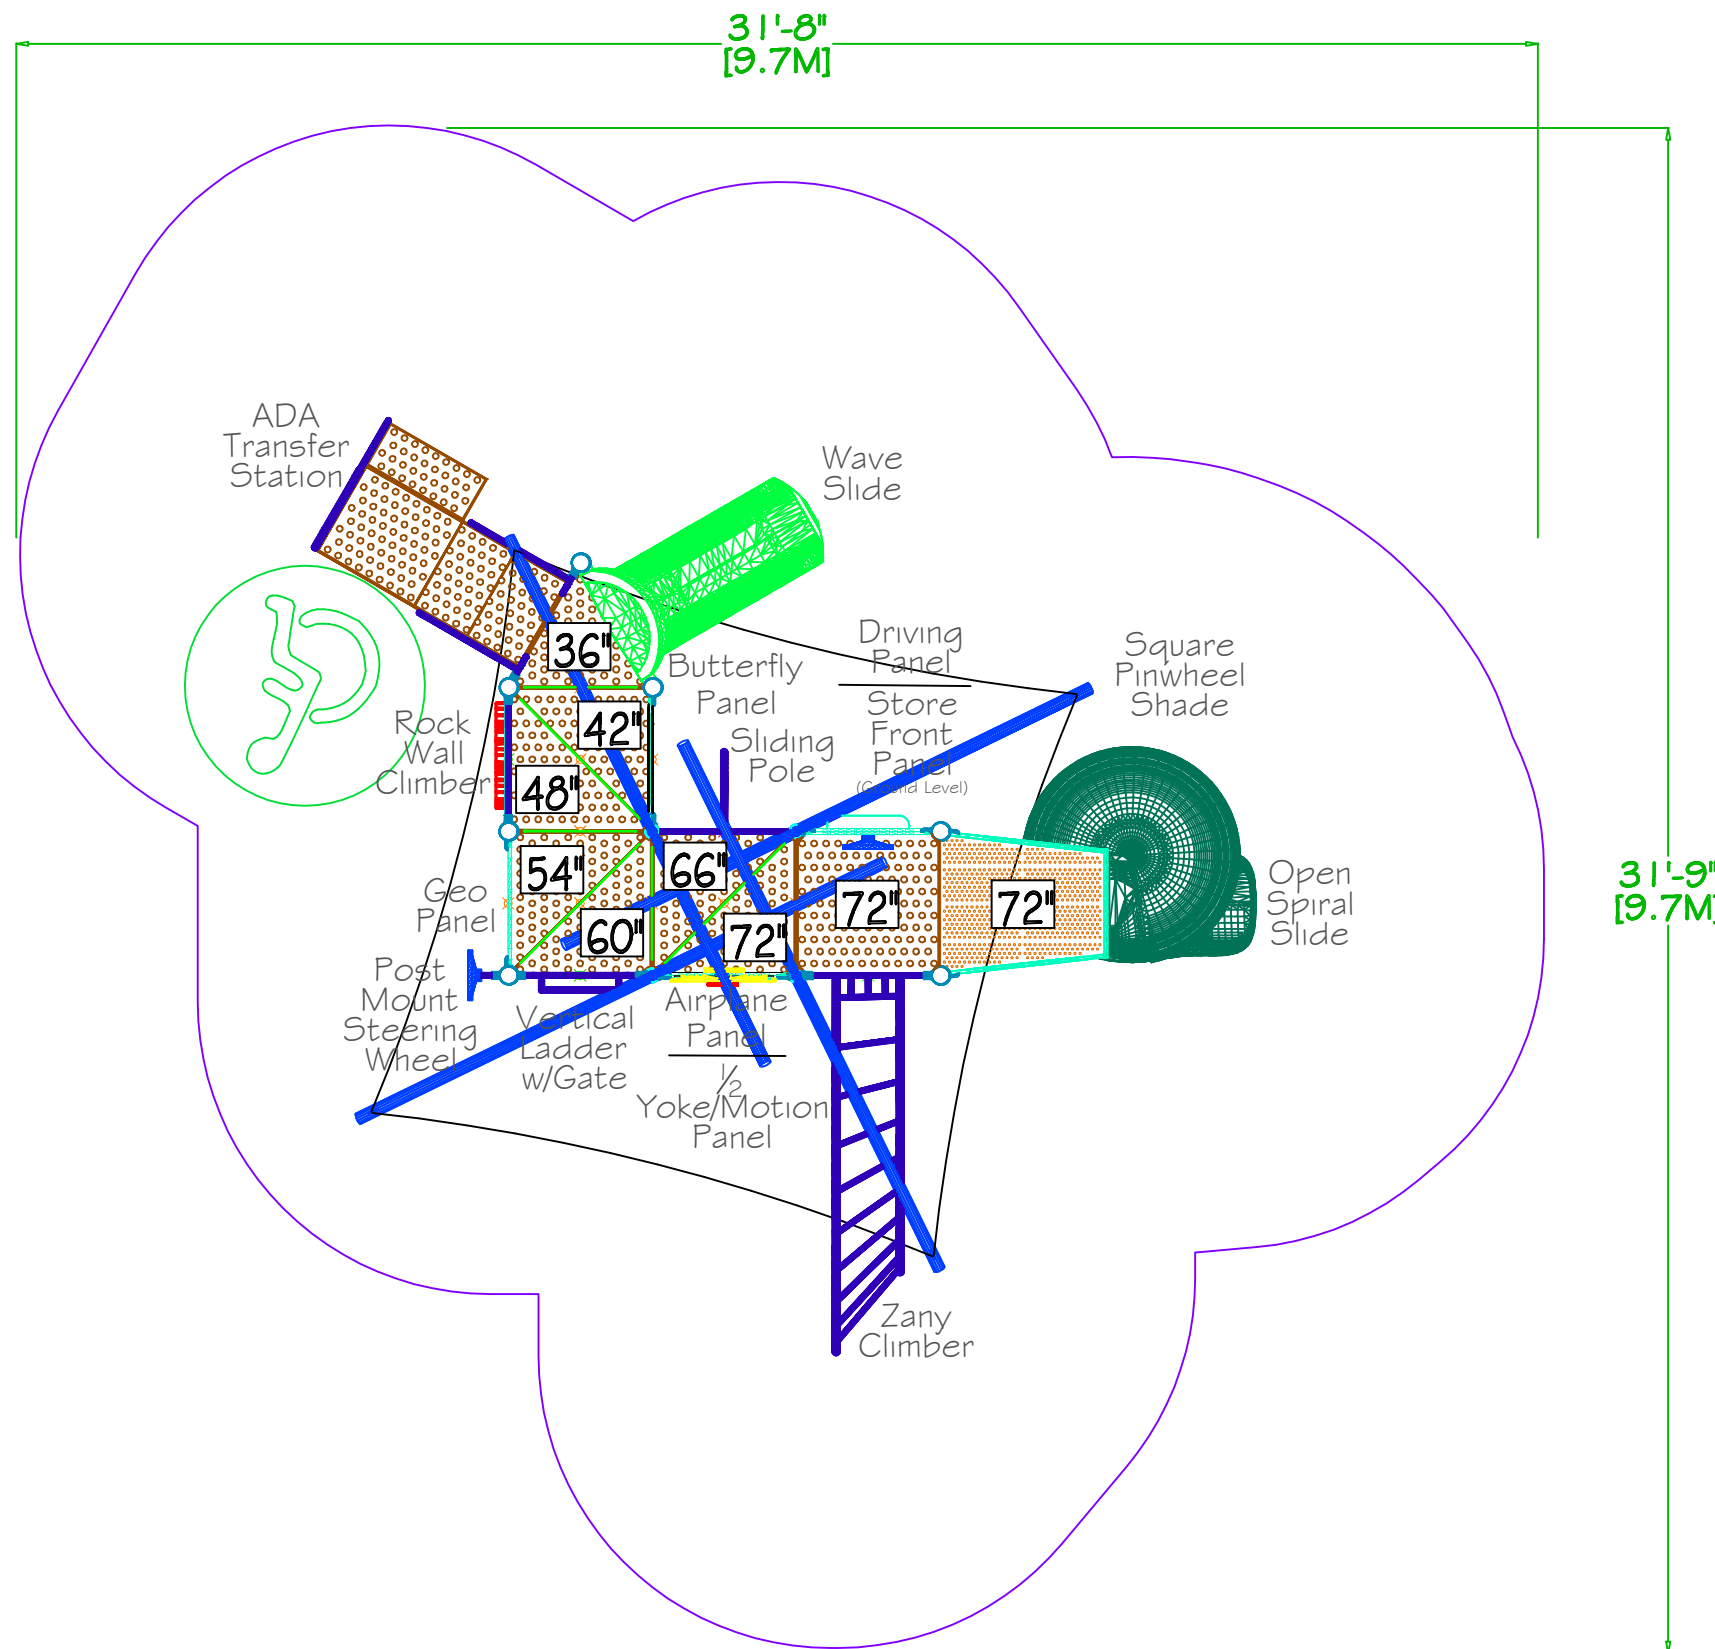 31'-8"
[9.7M]
ADA
Transfer
Station
Wave
Slide
36"
Butterfly
Panel
Driving
Panel
Store
Front
Panel
(Ground Level)
Square
Pinwheel
Shade
Rock
Wall
Climber
42"
Sliding
Pole
48"
54"
66"
72"
72"
60"
72"
31'-9"
[9.7M]
Geo
Panel
Open
Spiral
Slide
Post
Mount
Steering
Wheel
Vertical
Ladder
w/Gate
Airplane
Panel
1/2
Yoke/Motion
Panel
Zany
Climber